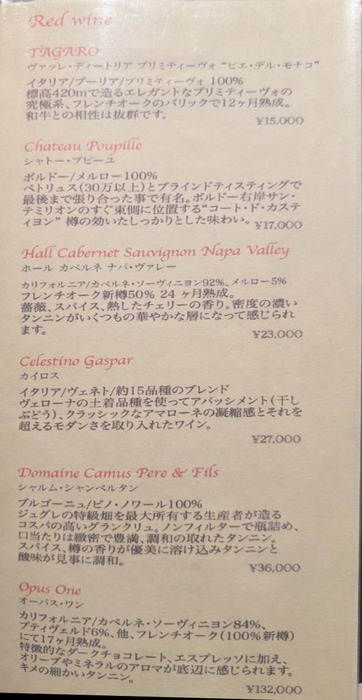 Red wine
TAGARO
ヴァッレ・ディートリア プリミティーヴォ “ピエ・デル・モナコ”
イタリア/プーリア/プリミティーヴォ 100%
標高420mで造るエレガントなプリミティーヴォの
究極系、フレンチオークのバリックで12ヶ月熟成。
和牛との相性は抜群です。
¥15,000
Chateau Poupille
シャトー・プピーユ
ボルドー/メルロー100%
ペトリュス(30万以上)とブラインドティスティングで
最後まで張り合った事で有名。ボルドー右岸サン・
テミリオンのすぐ東側に位置する“コート・ド・カステ
ィヨン” 樽の効いたしっかりとした味わい。
¥17,000
Hall Cabernet Sauvignon Napa Valley
ホール カベルネ ナパ・ヴァレー
カリフォルニア/カベルネ・ソーヴィニヨン92%、メルロー5%
フレンチオーク新樽50% 24 ヶ月熟成。
薔薇、スパイス、熟したチェリーの香り。密度の濃い
タンニンがいくつもの華やかな層になって感じられ
ます。
¥23,000
Celestino Gaspar
カイロス
イタリア/ヴェネト/約15品種のブレンド
ヴェローナの土着品種を使ってアパッシメント(干し
ぶどう)、クラッシックなアマローネの凝縮感とそれを
超えるモダンさを取り入れたワイン。
¥27,000
Domaine Camus Pere & Fils
シャルム・シャンベルタン
ブルゴーニュ/ピノ・ノワール100%
ジュグレの特級畑を最大所有する生産者が造る
コスパの高いグランクリュ。ノンフィルターで瓶詰め、
口当たりは緻密で豊満、調和の取れたタンニン。
スパイス、樽の香りが優美に溶け込みタンニンと
酸味が見事に調和。
¥36,000
Opus One
オーパス・ワン
カリフォルニア/カベルネ・ソーヴィニヨン84%、
プティヴェルド6%、他、フレンチオーク(100%新樽)
にて17ヶ月熟成。
特徴的なダークチョコレート、エスプレッソに加え、
オリーブやミネラルのアロマが底辺に感じられます。
キメの細かいタンニン。
¥132,000